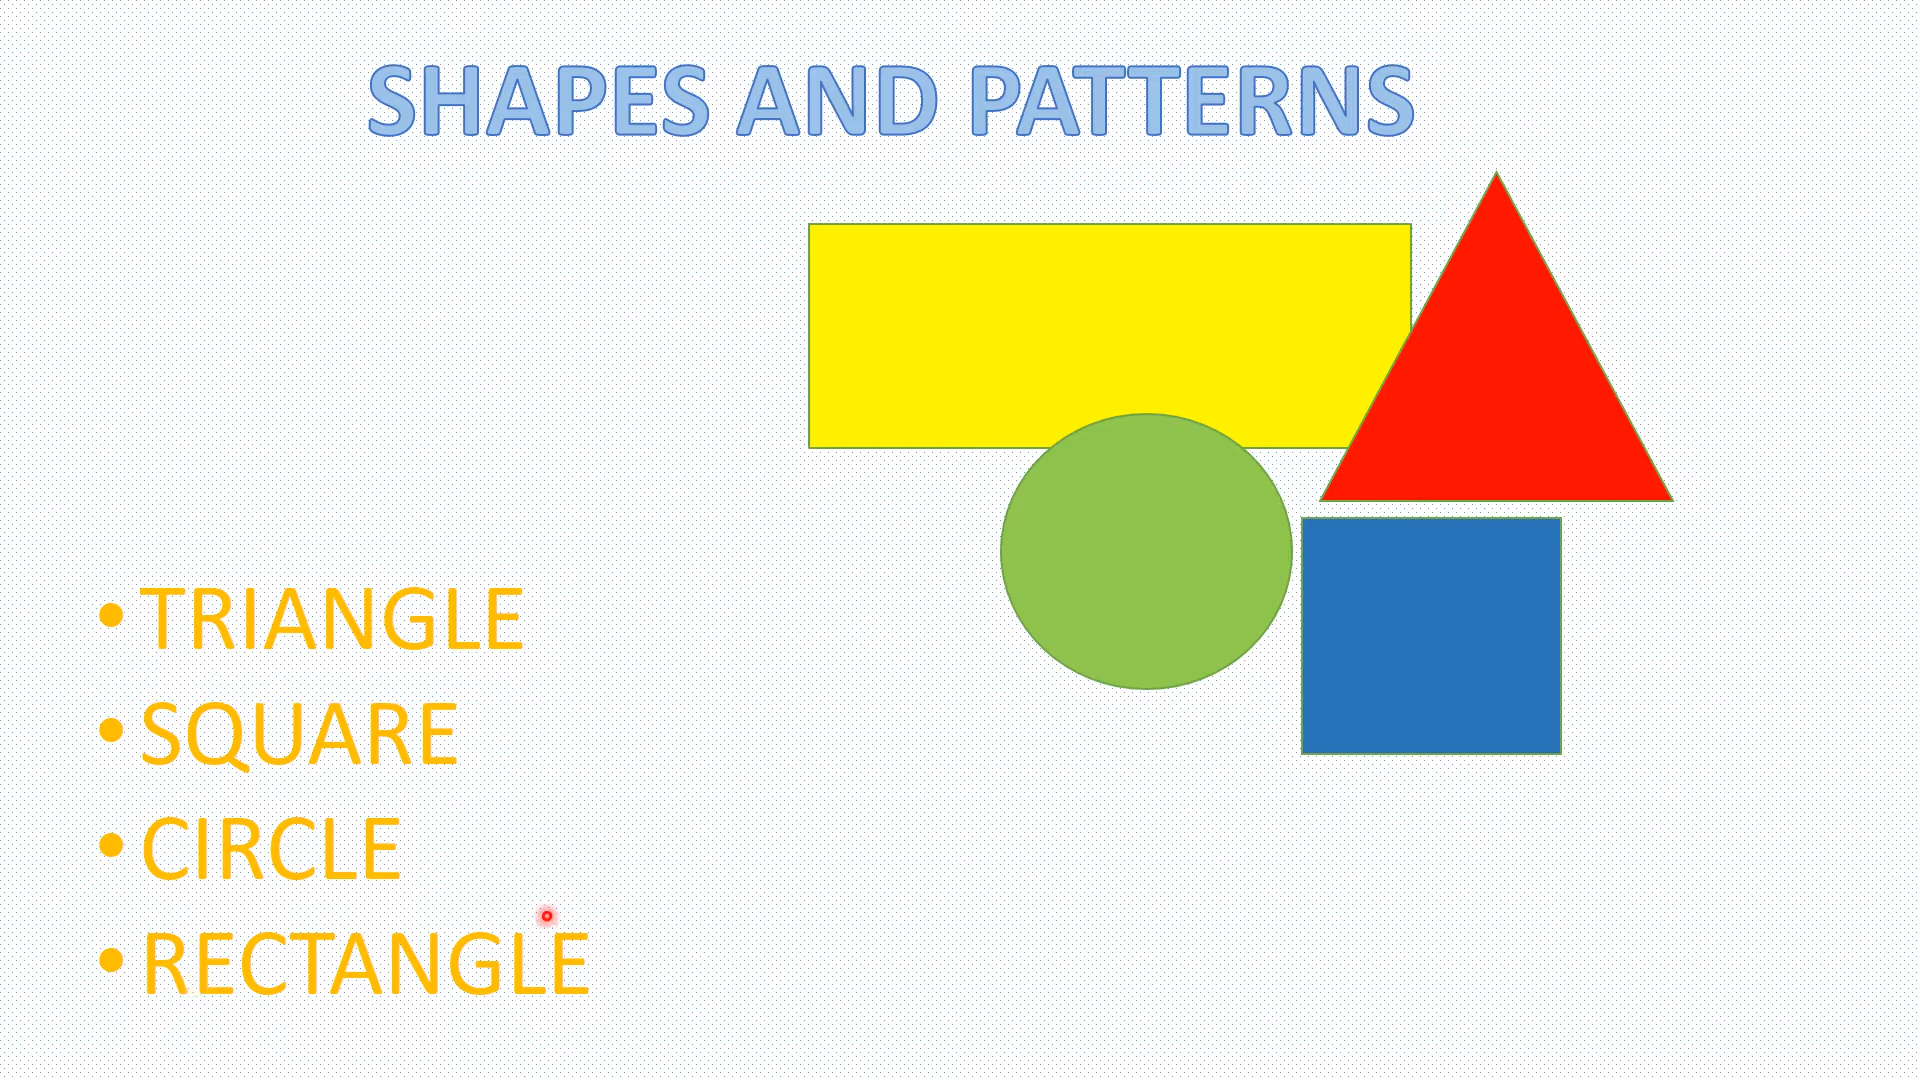 SHAPES AND PATTERNS
• TRIANGLE
• SQUARE
• CIRCLE
• RECTANGLE